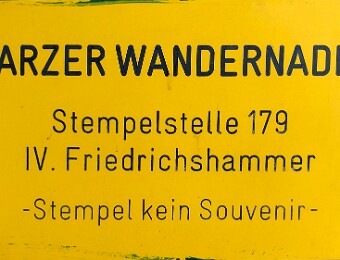 ARZER WANDERNADE
Stempelstelle 179
IV. Friedrichshammer
-Stempel kein Souvenir-